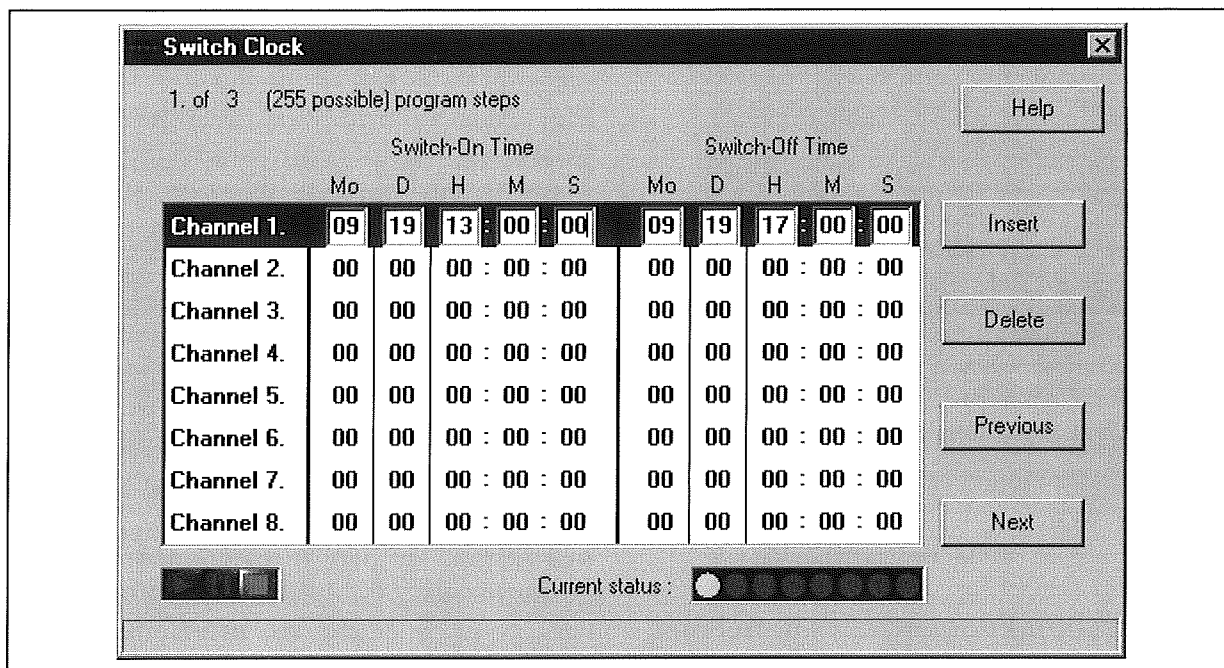 Switch Clock
1. of 3 (255 possible) program steps
Help
Switch-On Time Switch-Off Time
Mo D H M S Mo D H M S
Channel 1. 09 19 13 : 00 : 00 09 19 17 : 00 : 00
Insert
Channel 2. 00 00 00 : 00 : 00 00 00 00 : 00 : 00
Channel 3. 00 00 00 : 00 : 00 00 00 00 : 00 : 00
Delete
Channel 4. 00 00 00 : 00 : 00 00 00 00 : 00 : 00
Channel 5. 00 00 00 : 00 : 00 00 00 00 : 00 : 00
Channel 6. 00 00 00 : 00 : 00 00 00 00 : 00 : 00
Previous
Channel 7. 00 00 00 : 00 : 00 00 00 00 : 00 : 00
Channel 8. 00 00 00 : 00 : 00 00 00 00 : 00 : 00
Next
Current status :